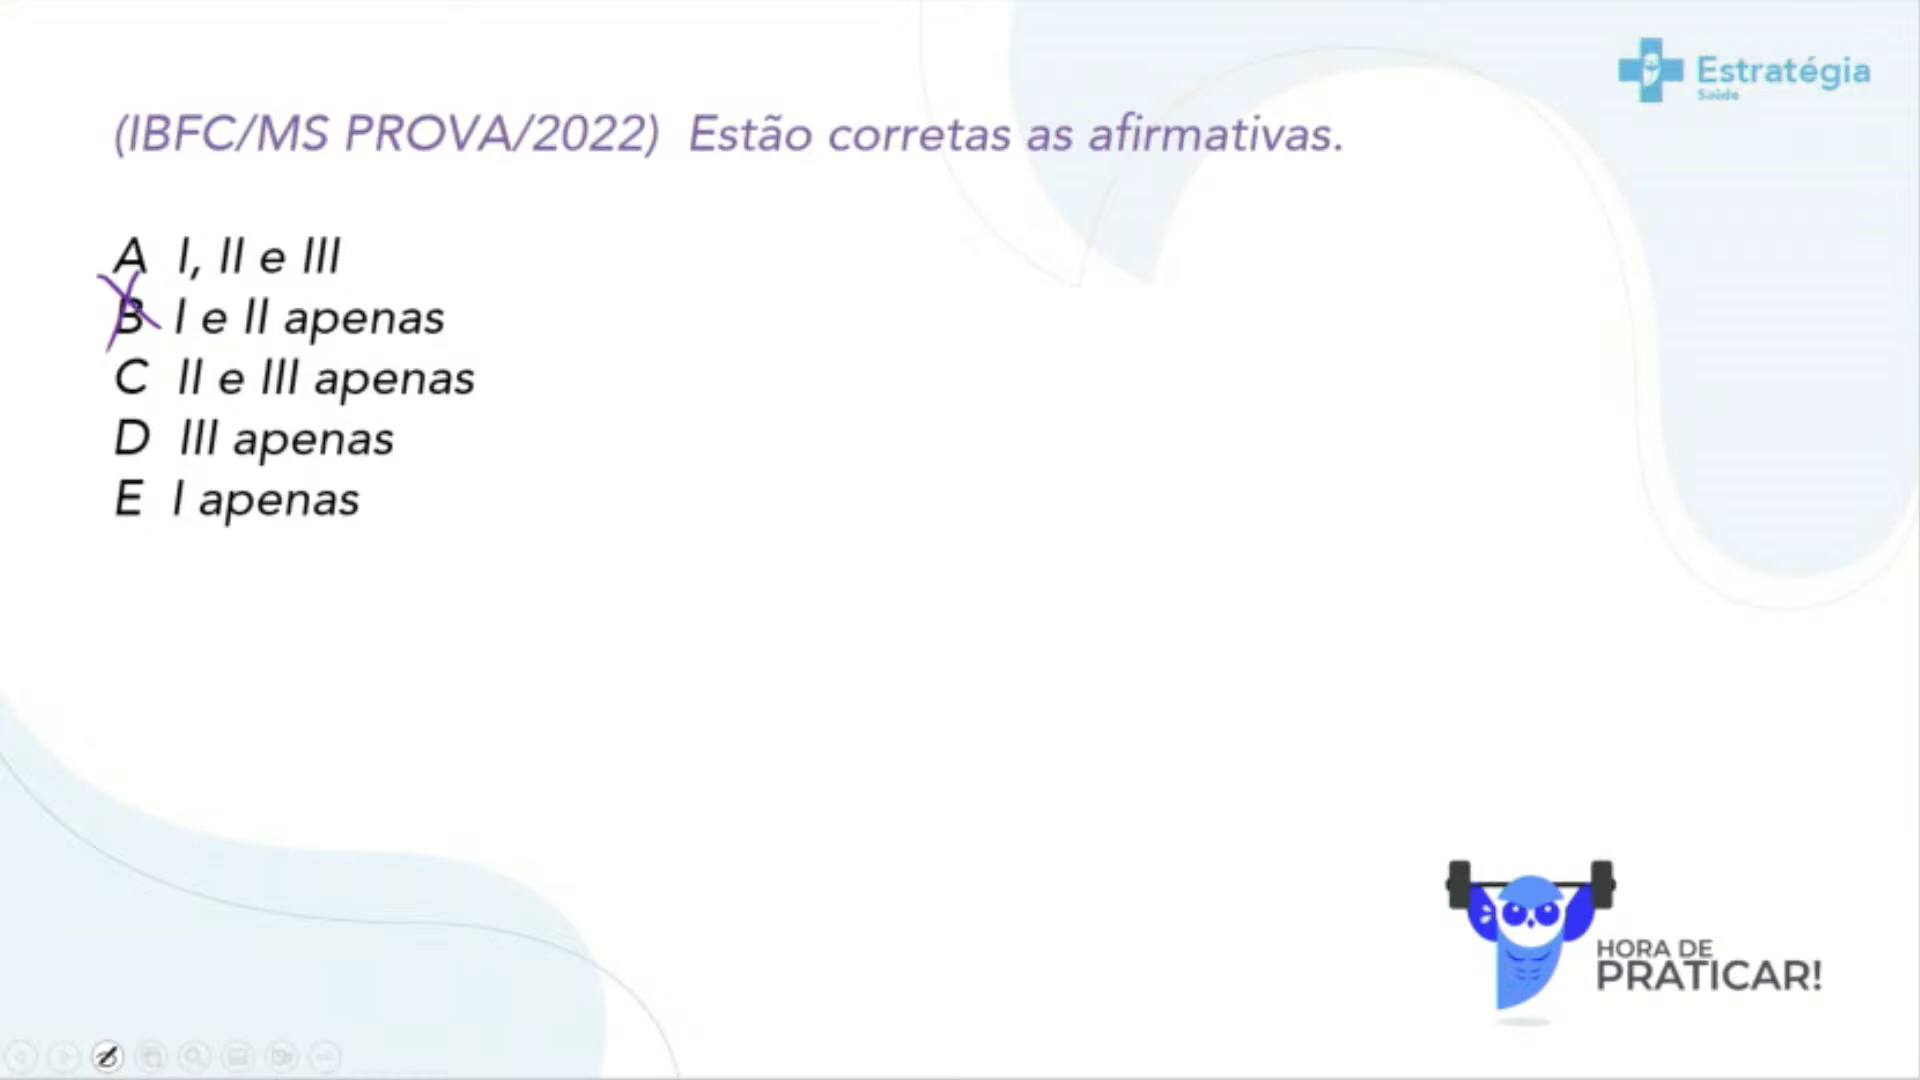 Estratégia
Saúde
(IBFC/MS PROVA/2022) Estão corretas as afirmativas.
A I, II e III
B I e II apenas
C II e III apenas
D III apenas
E I apenas
HORA DE
PRATICAR!